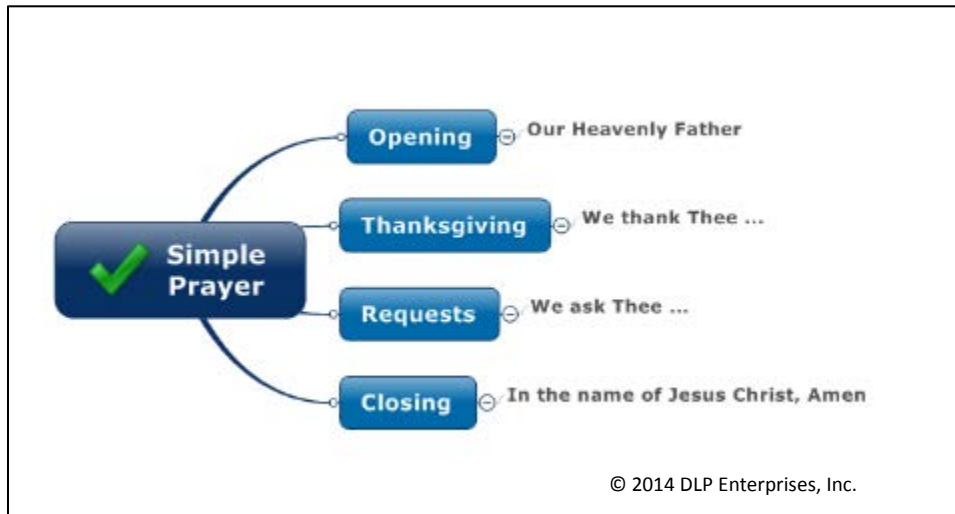 Opening
Our Heavenly Father
Thanksgiving
We thank Thee ...
Simple
Prayer
Requests
We ask Thee ...
Closing
In the name of Jesus Christ, Amen
© 2014 DLP Enterprises, Inc.